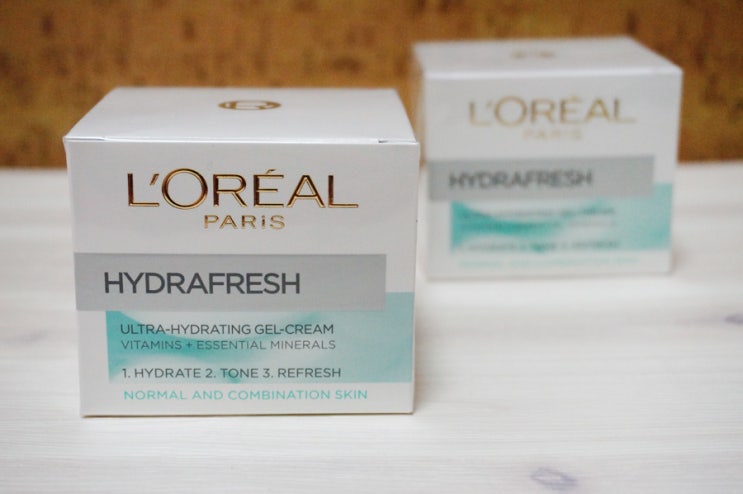 L'ORÉAL
PARIS
HYDRAFRESH
ULTRA-HYDRATING GEL-CREAM
VITAMINS + ESSENTIAL MINERALS
1. HYDRATE 2. TONE 3. REFRESH
NORMAL AND COMBINATION SKIN
L'ORÉAL
PARIS
HYDRAFRESH